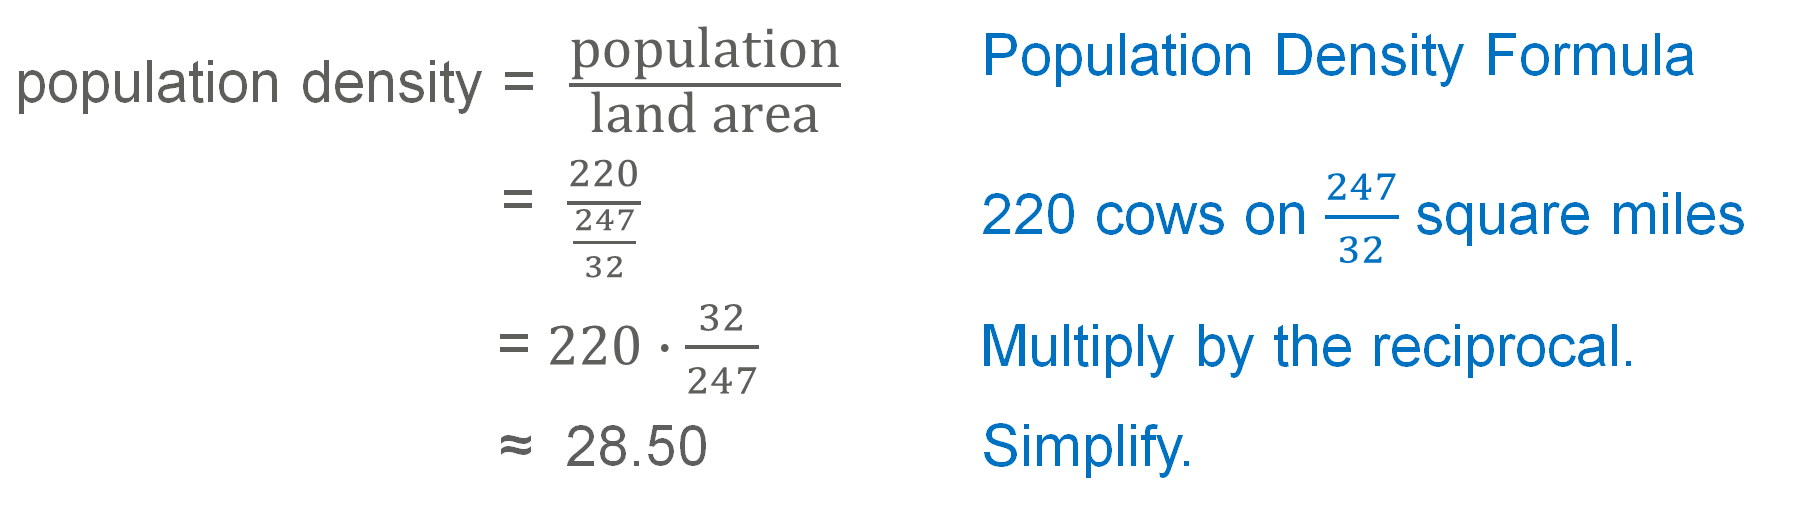 population density = population/land area Population Density Formula
= 220/(247/32) 220 cows on 247/32 square miles
= 220 · 32/247 Multiply by the reciprocal.
≈ 28.50 Simplify.